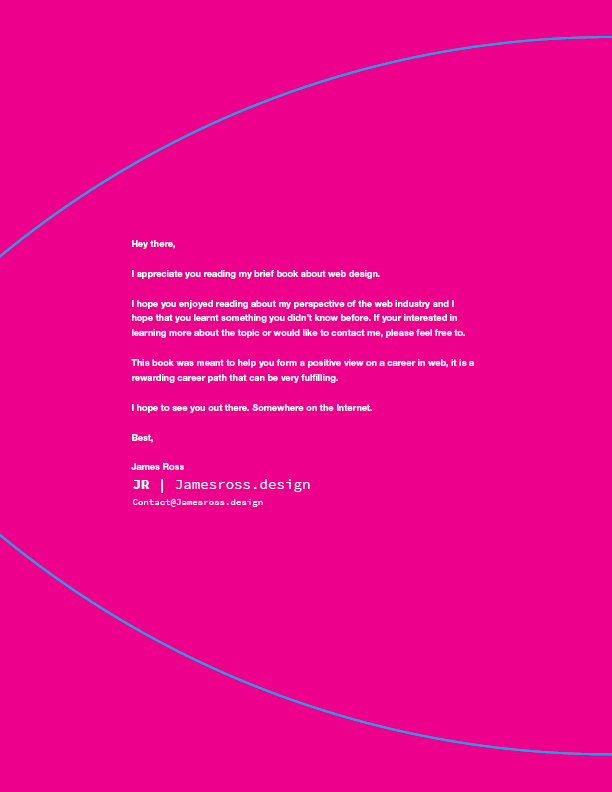 Hey there,
I appreciate you reading my brief book about web design.
I hope you enjoyed reading about my perspective of the web industry and I
hope that you learnt something you didn't know before. If your interested in
learning more about the topic or would like to contact me, please feel free to.
This book was meant to help you form a positive view on a career in web, it is a
rewarding career path that can be very fulfilling.
I hope to see you out there. Somewhere on the Internet.
Best,
James Ross
JR | Jamesross.design
Contact@Jamesross.design